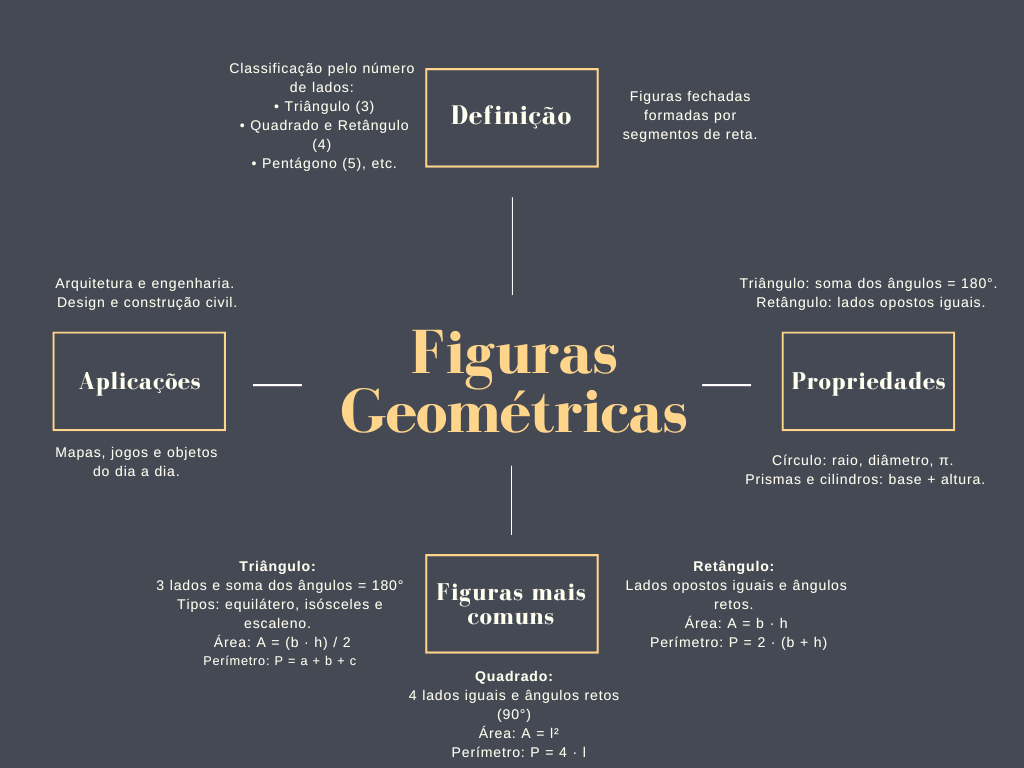 Classificação pelo número
de lados:
• Triângulo (3)
• Quadrado e Retângulo
(4)
• Pentágono (5), etc.
Definição
Figuras fechadas
formadas por
segmentos de reta.
Arquitetura e engenharia.
Design e construção civil.
Aplicações
Mapas, jogos e objetos
do dia a dia.
Figuras
Geométricas
Triângulo: soma dos ângulos = 180°.
Retângulo: lados opostos iguais.
Propriedades
Círculo: raio, diâmetro, π.
Prismas e cilindros: base + altura.
Triângulo:
3 lados e soma dos ângulos = 180°
Tipos: equilátero, isósceles e
escaleno.
Área: A = (b · h) / 2
Perímetro: P = a + b + c
Figuras mais
comuns
Retângulo:
Lados opostos iguais e ângulos
retos.
Área: A = b · h
Perímetro: P = 2 · (b + h)
Quadrado:
4 lados iguais e ângulos retos
(90°)
Área: A = l²
Perímetro: P = 4 · l